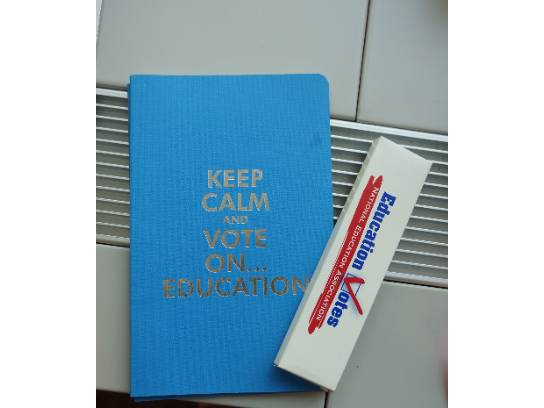 KEEP
CALM
AND
VOTE
ON...
EDUCATION
Education Votes
NATIONAL EDUCATION ASSOCIATION